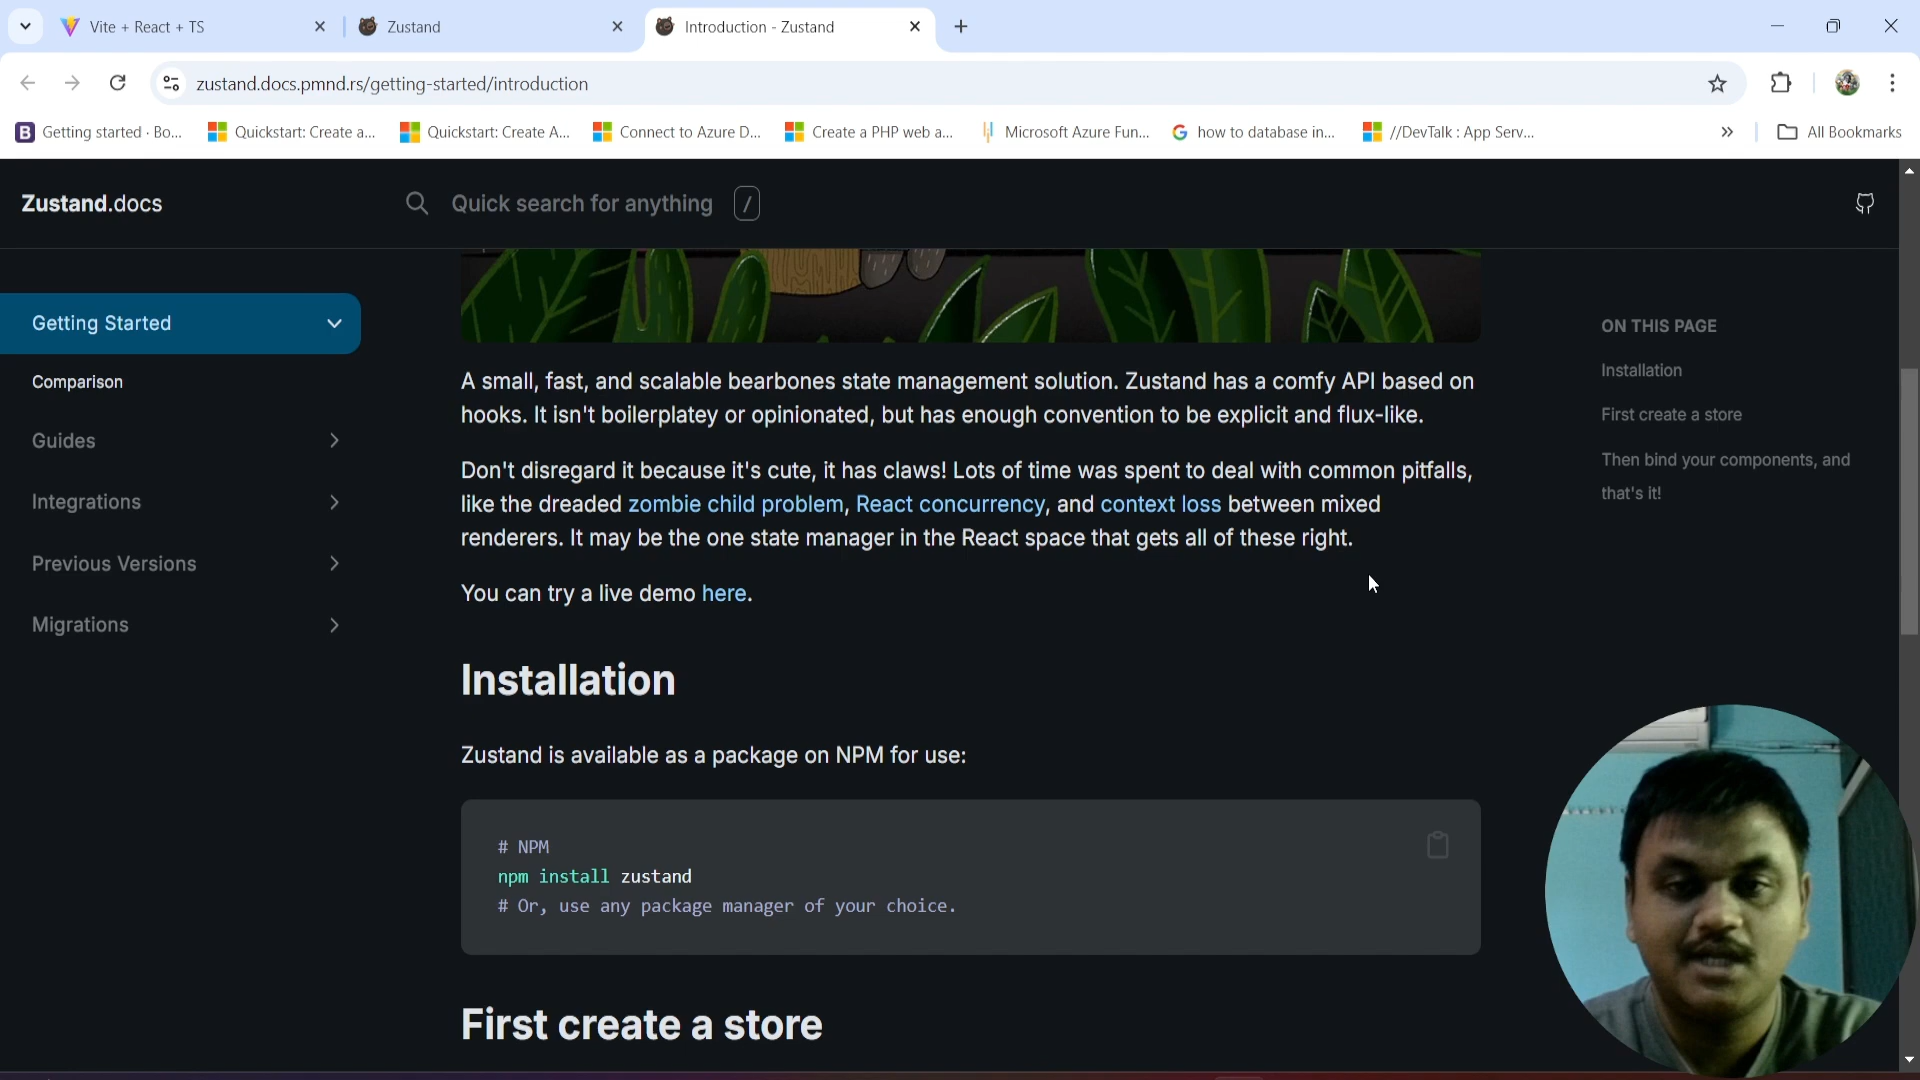 Vite + React + TS
Zustand
Introduction - Zustand
zustand.docs.pmnd.rs/getting-started/introduction
Getting started · Bo...
Quickstart: Create a...
Quickstart: Create A...
Connect to Azure D...
Create a PHP web a...
Microsoft Azure Fun...
how to database in...
//DevTalk : App Serv...
All Bookmarks
Zustand.docs
Quick search for anything /
Getting Started
Comparison
Guides
Integrations
Previous Versions
Migrations
A small, fast, and scalable bearbones state management solution. Zustand has a comfy API based on
hooks. It isn't boilerplatey or opinionated, but has enough convention to be explicit and flux-like.
Don't disregard it because it's cute, it has claws! Lots of time was spent to deal with common pitfalls,
like the dreaded zombie child problem, React concurrency, and context loss between mixed
renderers. It may be the one state manager in the React space that gets all of these right.
You can try a live demo here.
Installation
Zustand is available as a package on NPM for use:
# NPM
npm install zustand
# Or, use any package manager of your choice.
First create a store
ON THIS PAGE
Installation
First create a store
Then bind your components, and
that's it!